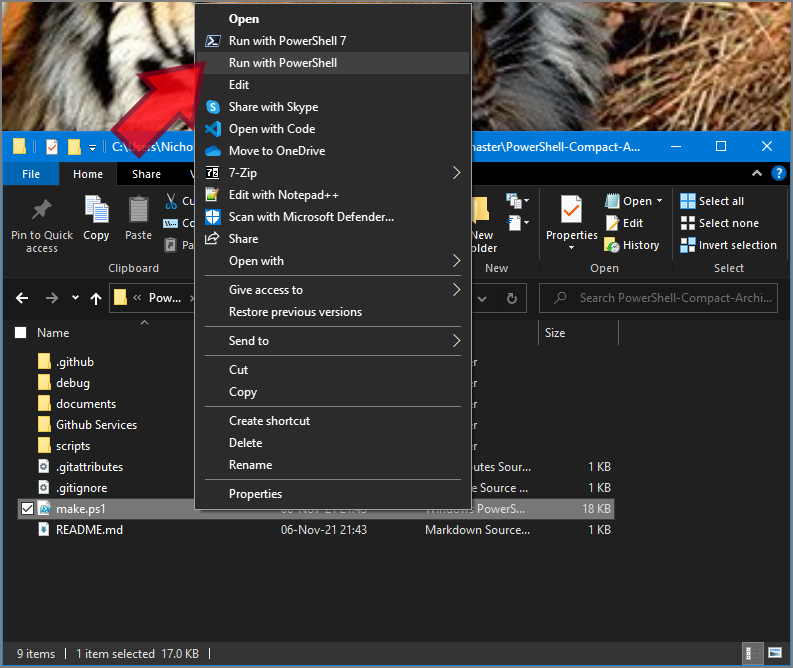 Open
Run with PowerShell 7
Run with PowerShell
Edit
Share with Skype
Open with Code
Move to OneDrive
7-Zip
Edit with Notepad++
Scan with Microsoft Defender...
Share
Open with
Give access to
Restore previous versions
Send to
Cut
Copy
Create shortcut
Delete
Rename
Properties
C:\Users\Nicho
master\PowerShell-Compact-A...
File
Home
Share
Pin to Quick
access
Copy
Paste
Cu
Co
Pa
Clipboard
New
older
New
Properties
Open
Edit
History
Open
Select all
Select none
Invert selection
Select
« Pow...
Search PowerShell-Compact-Archi...
Name
Size
.github
debug
documents
Github Services
scripts
.gitattributes
utes Sour...
1 KB
.gitignore
e Source ...
1 KB
make.ps1
06-Nov-21 21:43
Windows PowerS...
18 KB
README.md
06-Nov-21 21:43
Markdown Source...
1 KB
9 items
1 item selected 17.0 KB